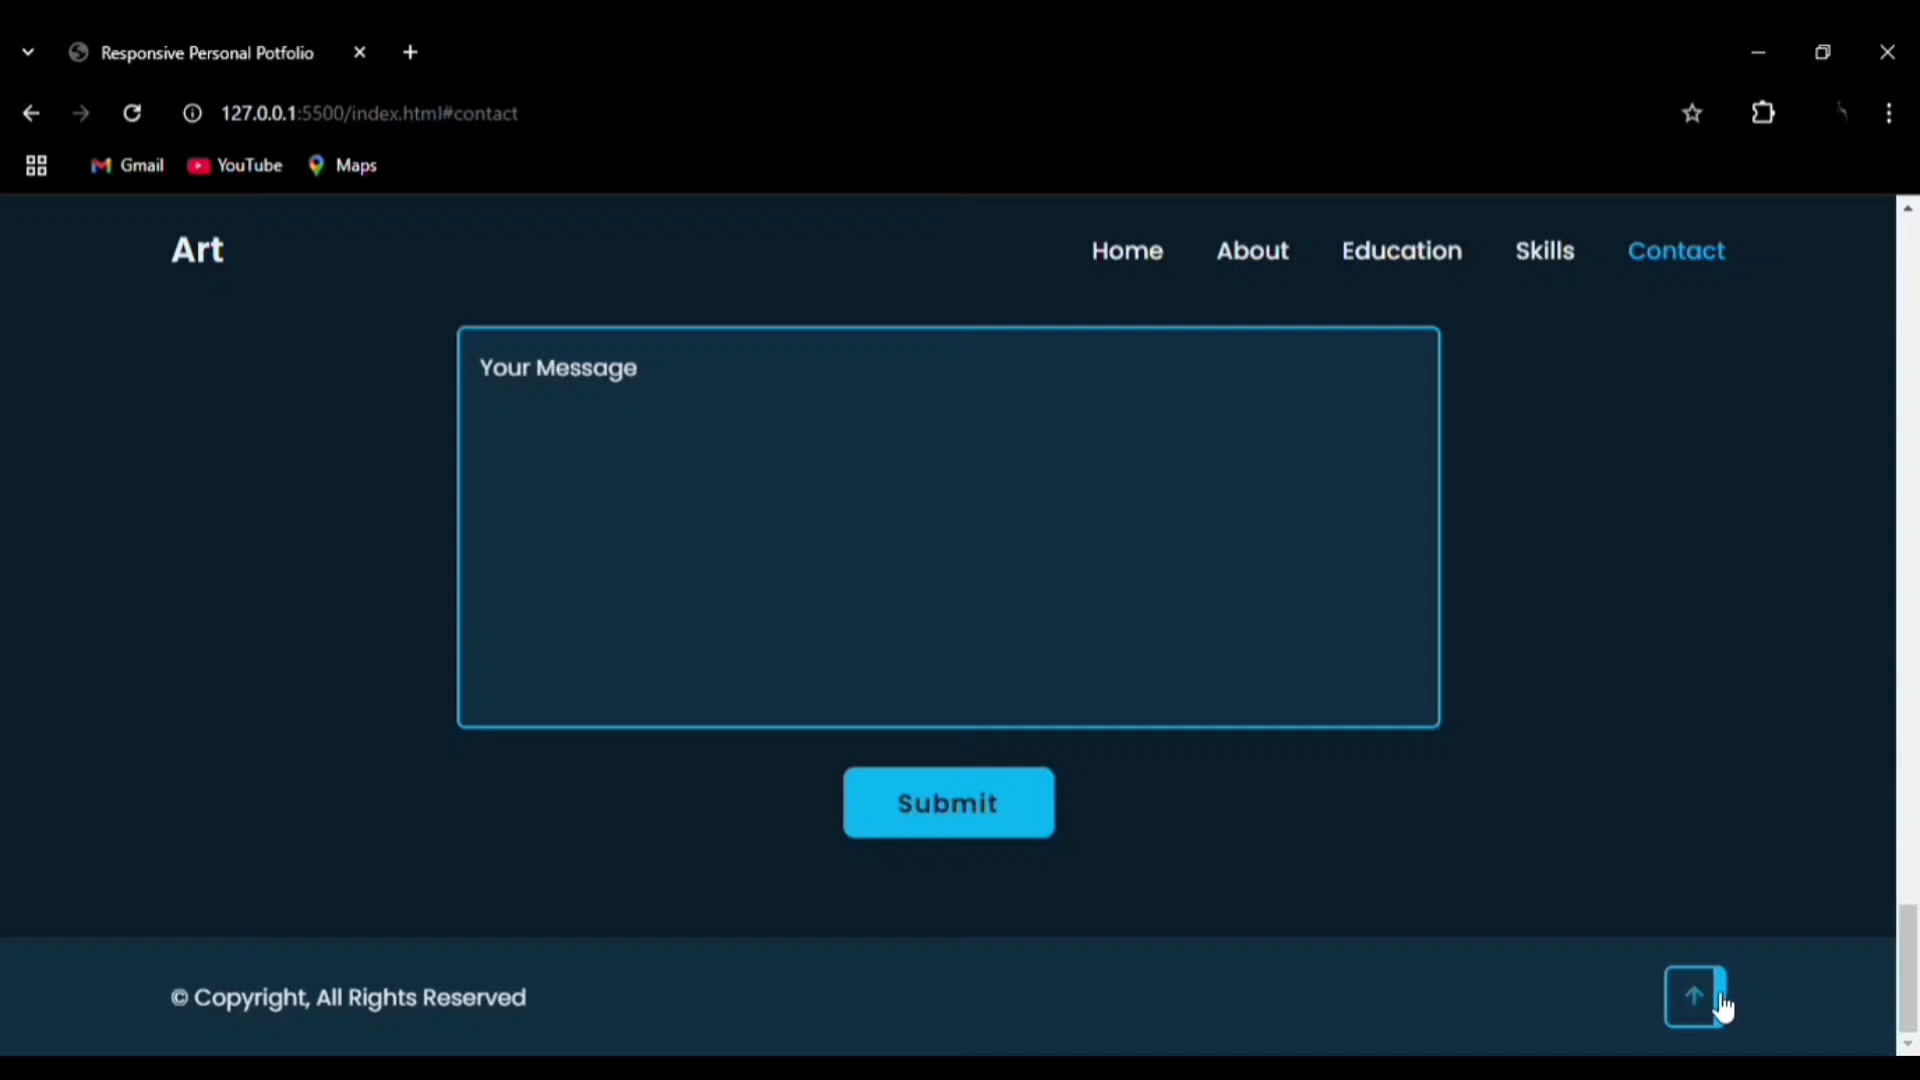 Responsive Personal Potfolio
127.0.0.1:5500/index.html#contact
Gmail YouTube Maps
Art Home About Education Skills Contact
Your Message
Submit
© Copyright, All Rights Reserved